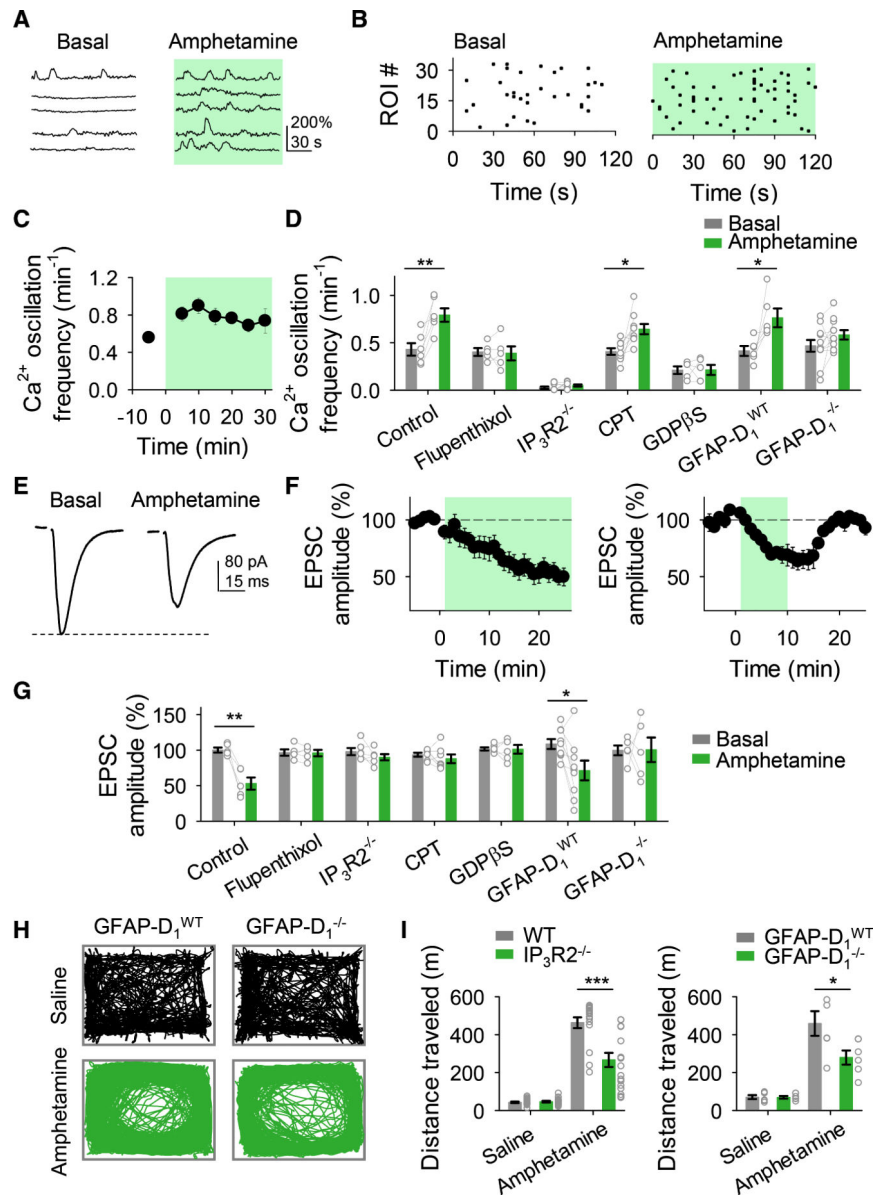 A
Basal
Amphetamine
200%
30 s
B
Basal
Amphetamine
ROI #
30
15
0
0 30 60 90 120
0 30 60 90 120
Time (s)
Time (s)
C
Ca2+ oscillation
frequency (min-1)
1.2
0.8
0.4
0.0
-10 0 10 20 30
Time (min)
D
Basal
Amphetamine
Ca2+ oscillation
frequency (min-1)
1.0
0.5
0.0
** * *
Control
Flupenthixol
IP3R2-/-
CPT
GDPβS
GFAP-D1WT
GFAP-D1-/-
E
Basal
Amphetamine
80 pA
15 ms
F
EPSC
amplitude (%)
100
50
0 20
Time (min)
EPSC
amplitude (%)
100
50
0 20
Time (min)
G
EPSC
amplitude (%)
150
100
50
0
** *
Basal
Amphetamine
Control
Flupenthixol
IP3R2-/-
CPT
GDPβS
GFAP-D1WT
GFAP-D1-/-
H
GFAP-D1WT
GFAP-D1-/-
Saline
Amphetamine
I
WT
IP3R2-/-
Distance traveled (m)
600
400
200
0
***
Saline
Amphetamine
GFAP-D1WT
GFAP-D1-/-
Distance traveled (m)
600
400
200
0
*
Saline
Amphetamine